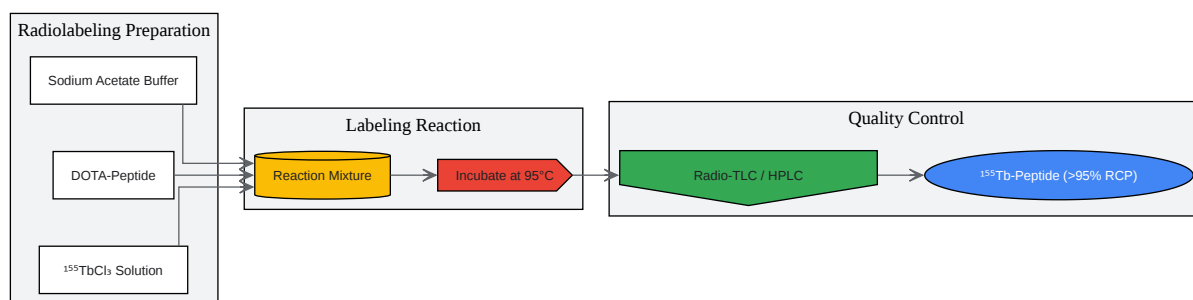 Radiolabeling Preparation
Sodium Acetate Buffer
DOTA-Peptide
¹⁵⁵TbCl₃ Solution
Labeling Reaction
Reaction Mixture
Incubate at 95°C
Quality Control
Radio-TLC / HPLC
¹⁵⁵Tb-Peptide (>95% RCP)